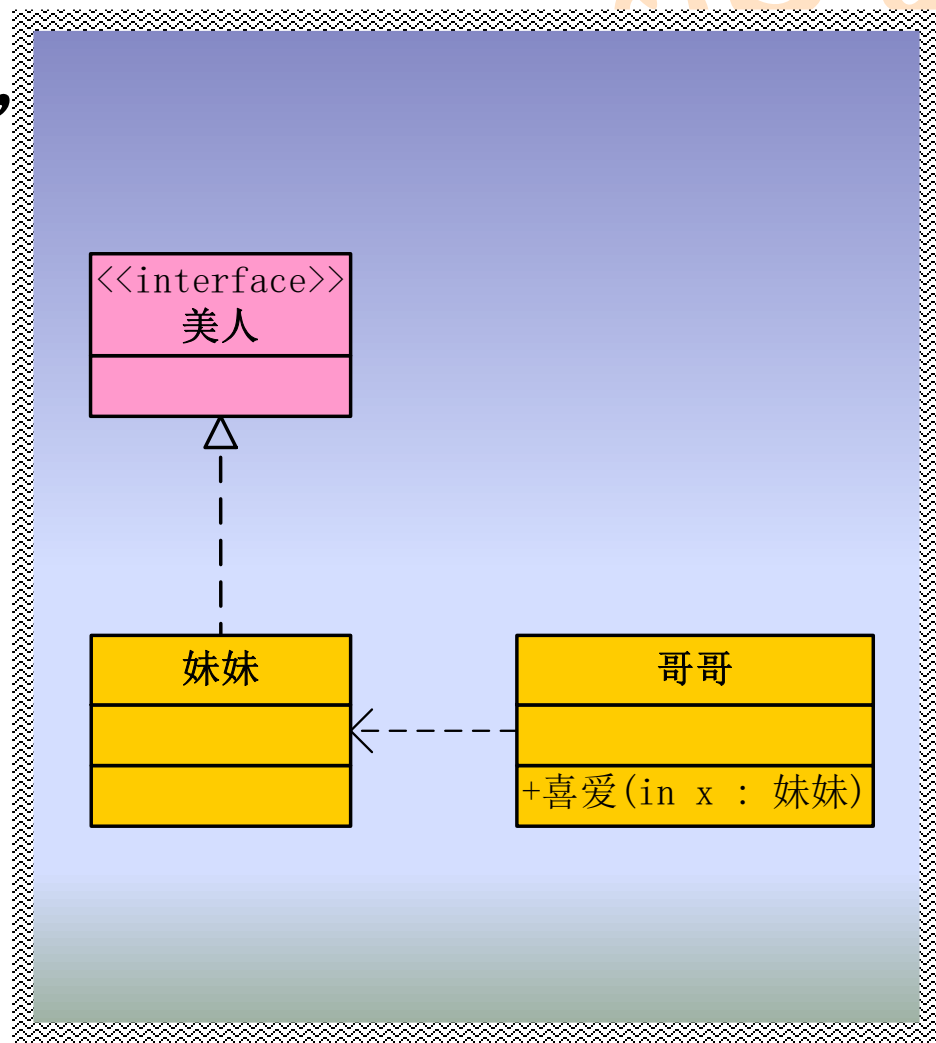 <<interface>>
美人
妹妹
哥哥
+喜爱(in x : 妹妹)